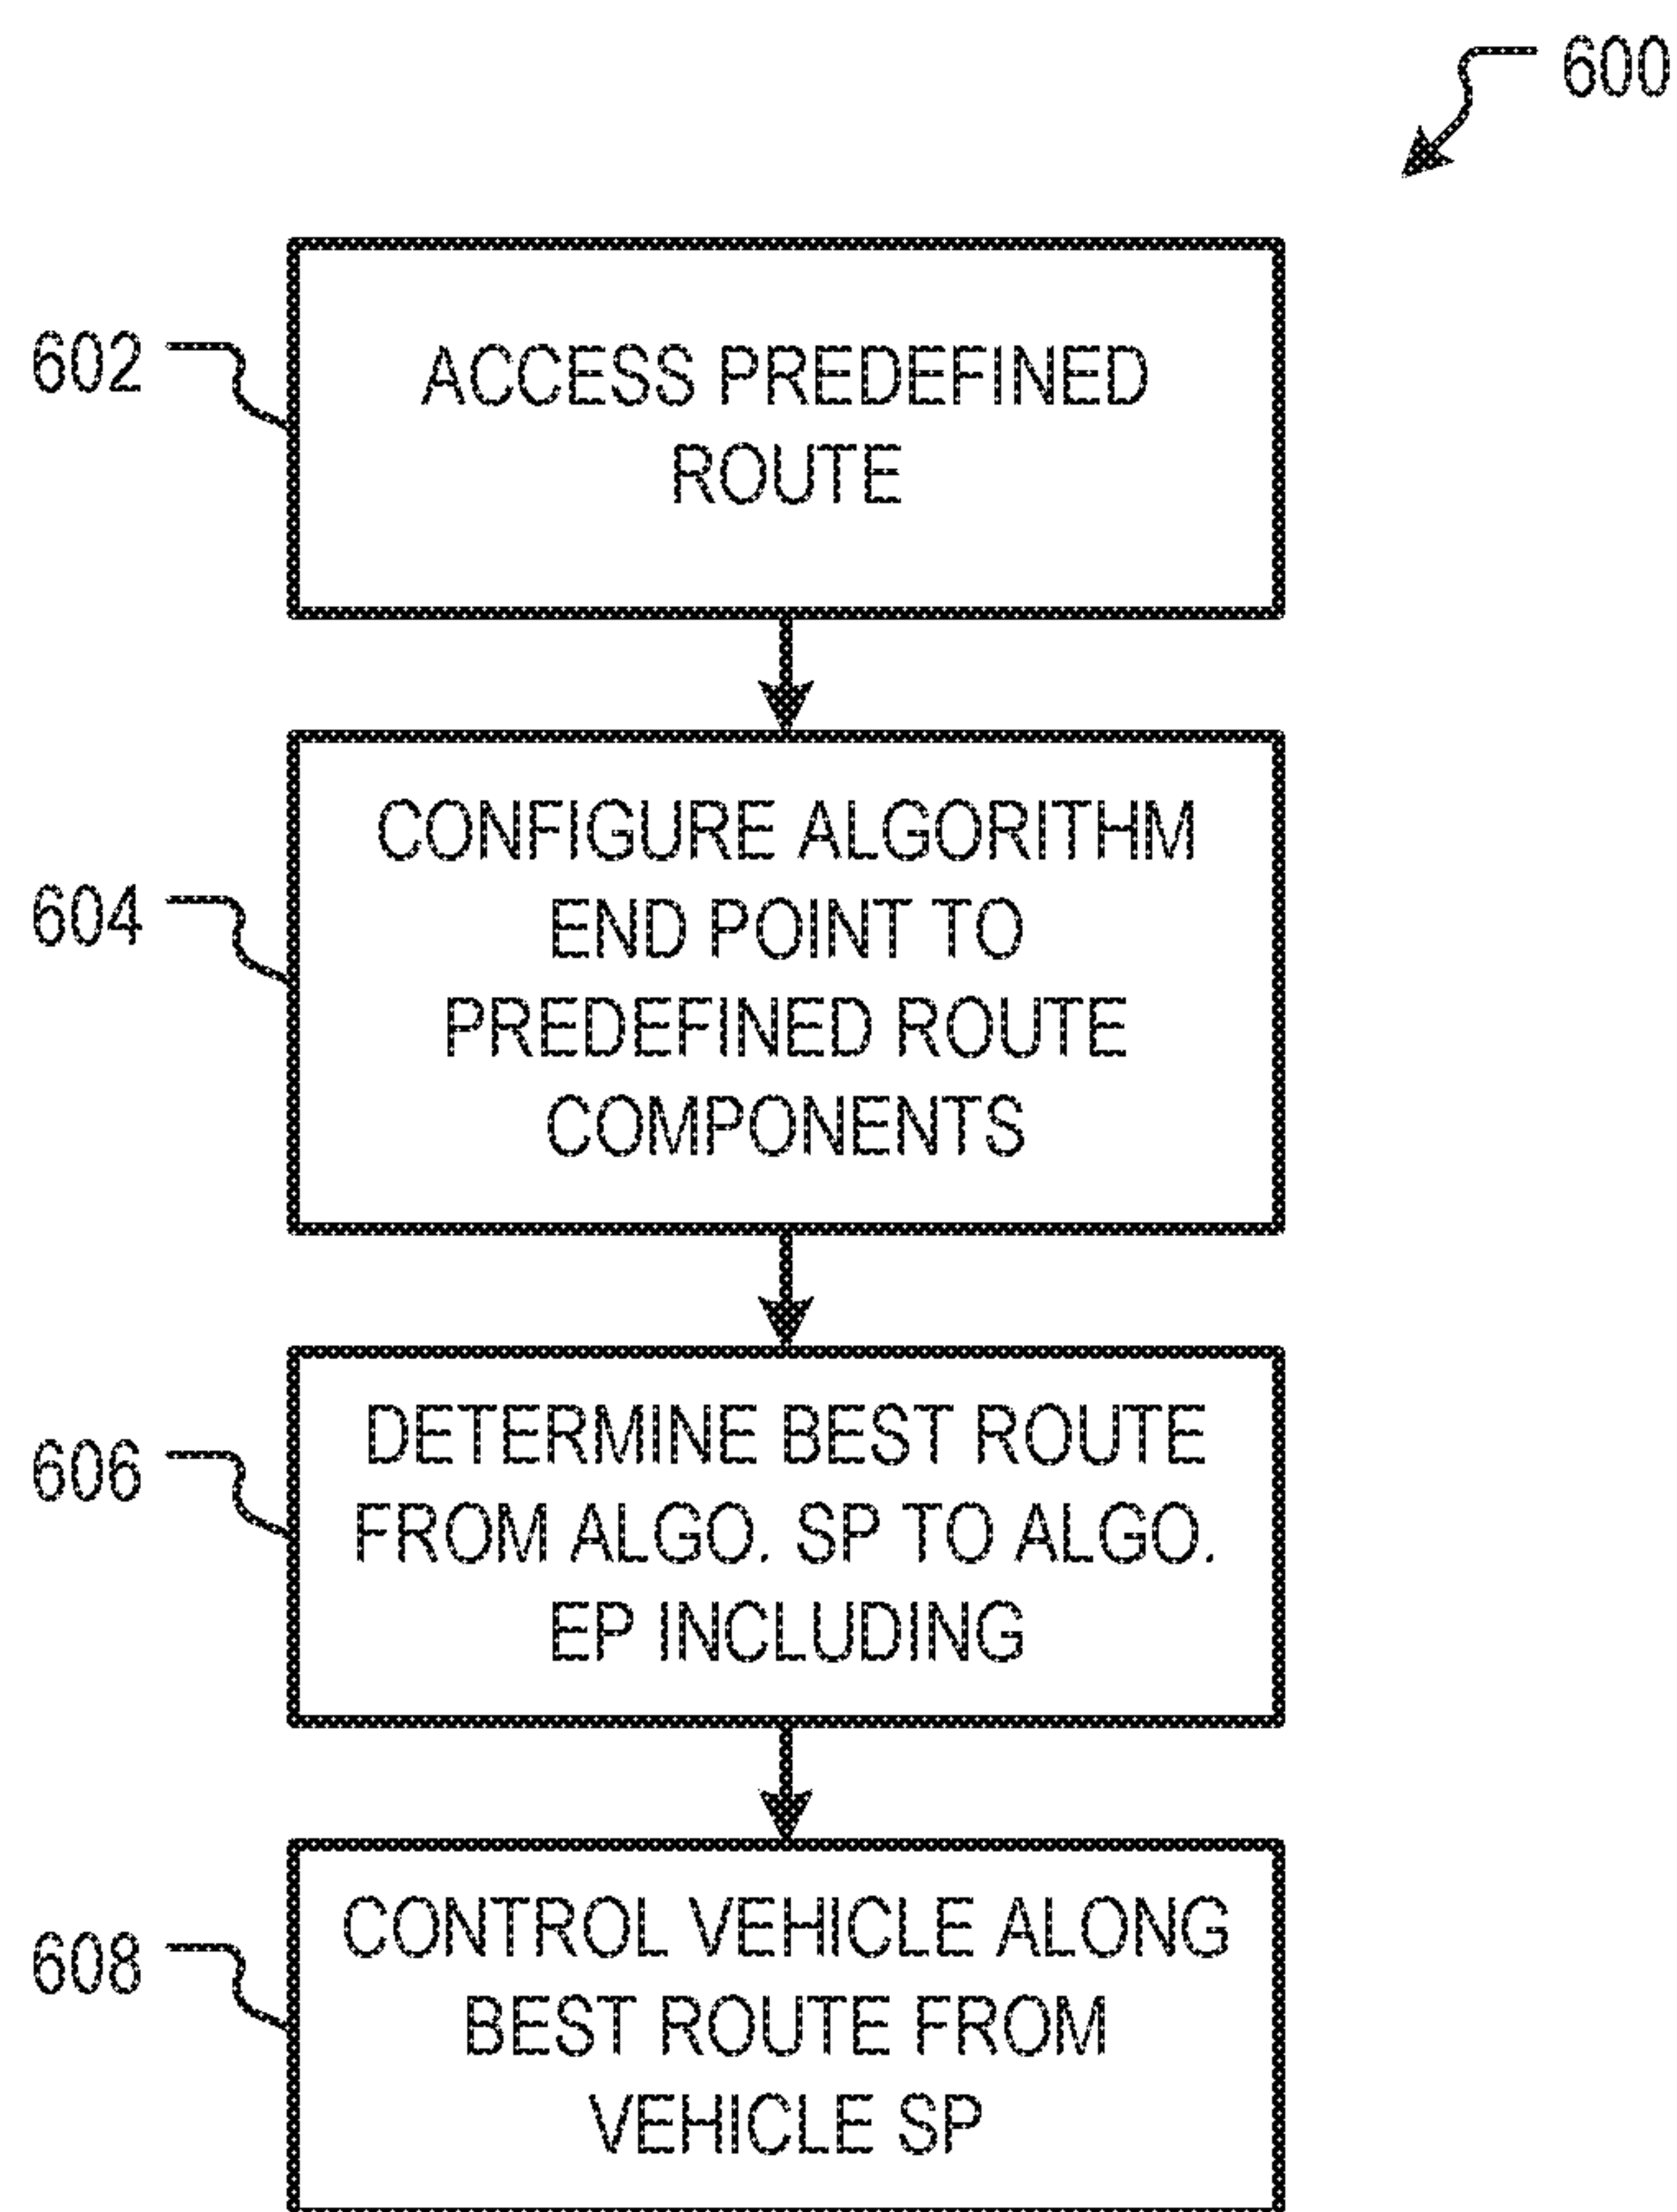 600
602
ACCESS PREDEFINED
ROUTE
604
CONFIGURE ALGORITHM
END POINT TO
PREDEFINED ROUTE
COMPONENTS
606
DETERMINE BEST ROUTE
FROM ALGO. SP TO ALGO.
EP INCLUDING
608
CONTROL VEHICLE ALONG
BEST ROUTE FROM
VEHICLE SP